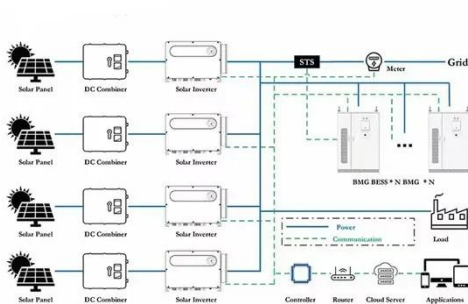 STS
Meter
Grid
Solar Panel
DC Combiner
Solar Inverter
BMG BESS * N BMG * N
Solar Panel
DC Combiner
Solar Inverter
Solar Panel
DC Combiner
Solar Inverter
Power
Communication
Load
Solar Panel
DC Combiner
Solar Inverter
Controller
Router
Cloud Server
Applications